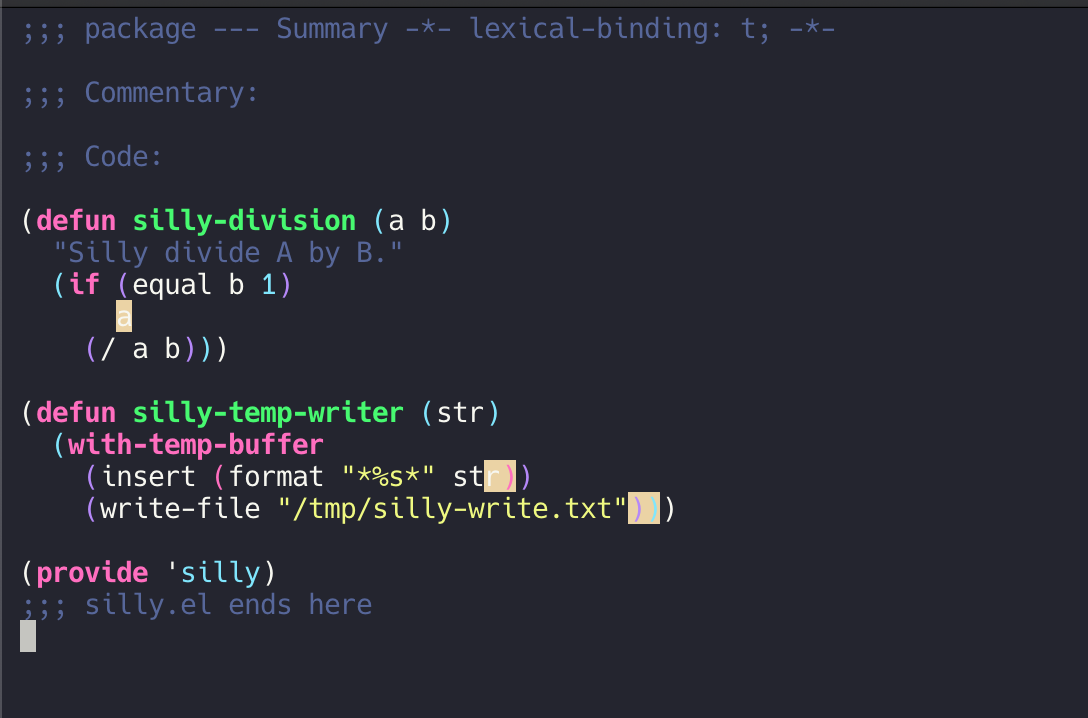 ;;; package --- Summary -*- lexical-binding: t; -*-
;;; Commentary:
;;; Code:
(defun silly-division (a b)
  "Silly divide A by B."
  (if (equal b 1)
      a
    (/ a b)))
(defun silly-temp-writer (str)
  (with-temp-buffer
    (insert (format "*%s*" str))
    (write-file "/tmp/silly-write.txt")))
(provide 'silly)
;;; silly.el ends here